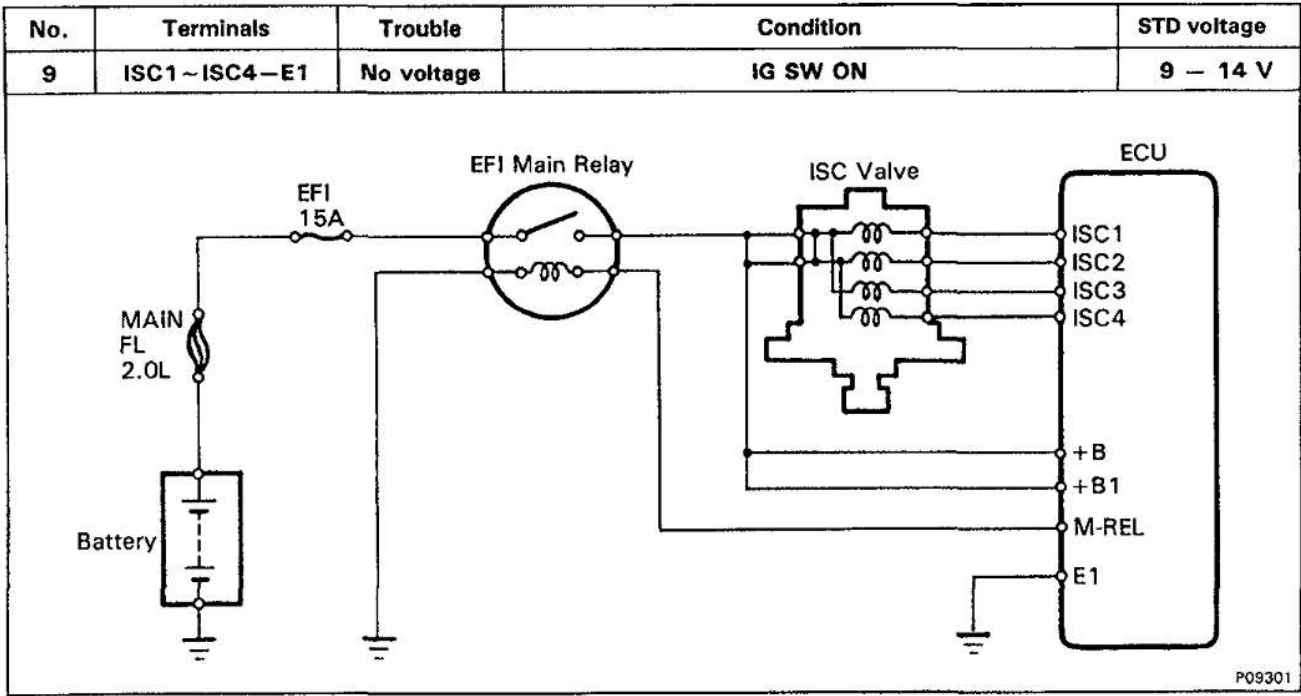 No. Terminals Trouble Condition STD voltage
9 ISC1~ISC4—E1 No voltage IG SW ON 9 — 14 V
EFI Main Relay
ISC Valve
ECU
EFI
15A
MAIN
FL
2.0L
Battery
ISC1
ISC2
ISC3
ISC4
+B
+B1
M-REL
E1
P09301